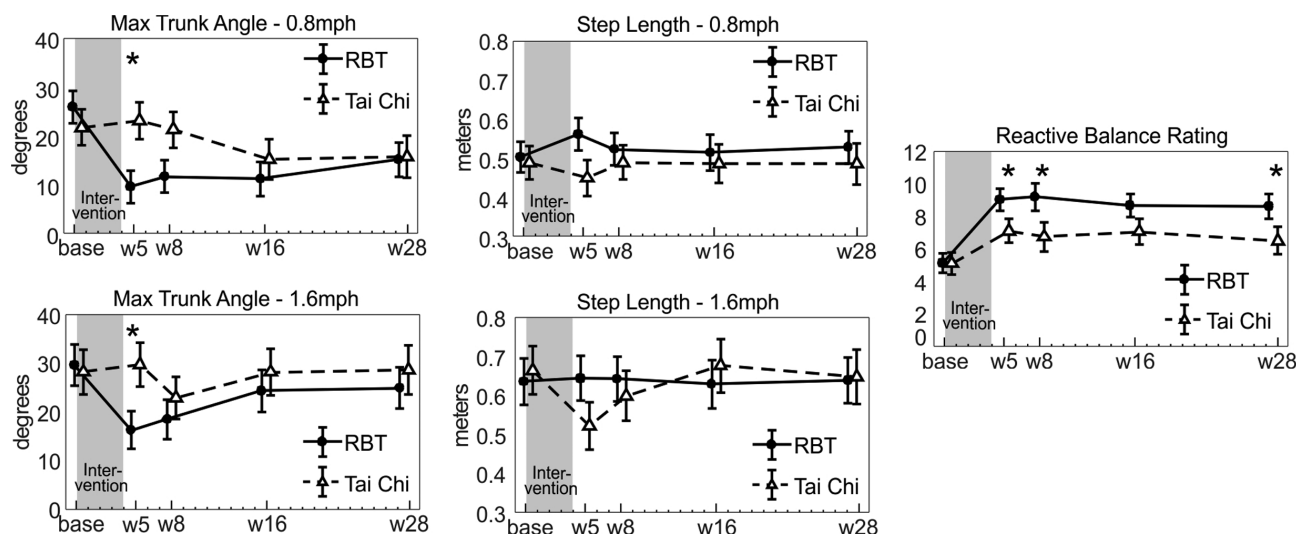 Max Trunk Angle - 0.8mph
40
30
20
10
0
degrees
*
RBT
Tai Chi
Inter-
vention
base w5 w8 w16 w28
Step Length - 0.8mph
0.8
0.7
0.6
0.5
0.4
0.3
meters
RBT
Tai Chi
Inter-
vention
base w5 w8 w16 w28
Max Trunk Angle - 1.6mph
40
30
20
10
0
degrees
*
RBT
Tai Chi
Inter-
vention
base w5 w8 w16 w28
Step Length - 1.6mph
0.8
0.7
0.6
0.5
0.4
0.3
meters
RBT
Tai Chi
Inter-
vention
base w5 w8 w16 w28
Reactive Balance Rating
12
10
8
6
4
2
0
* * *
RBT
Tai Chi
Inter-
vention
base w5 w8 w16 w28